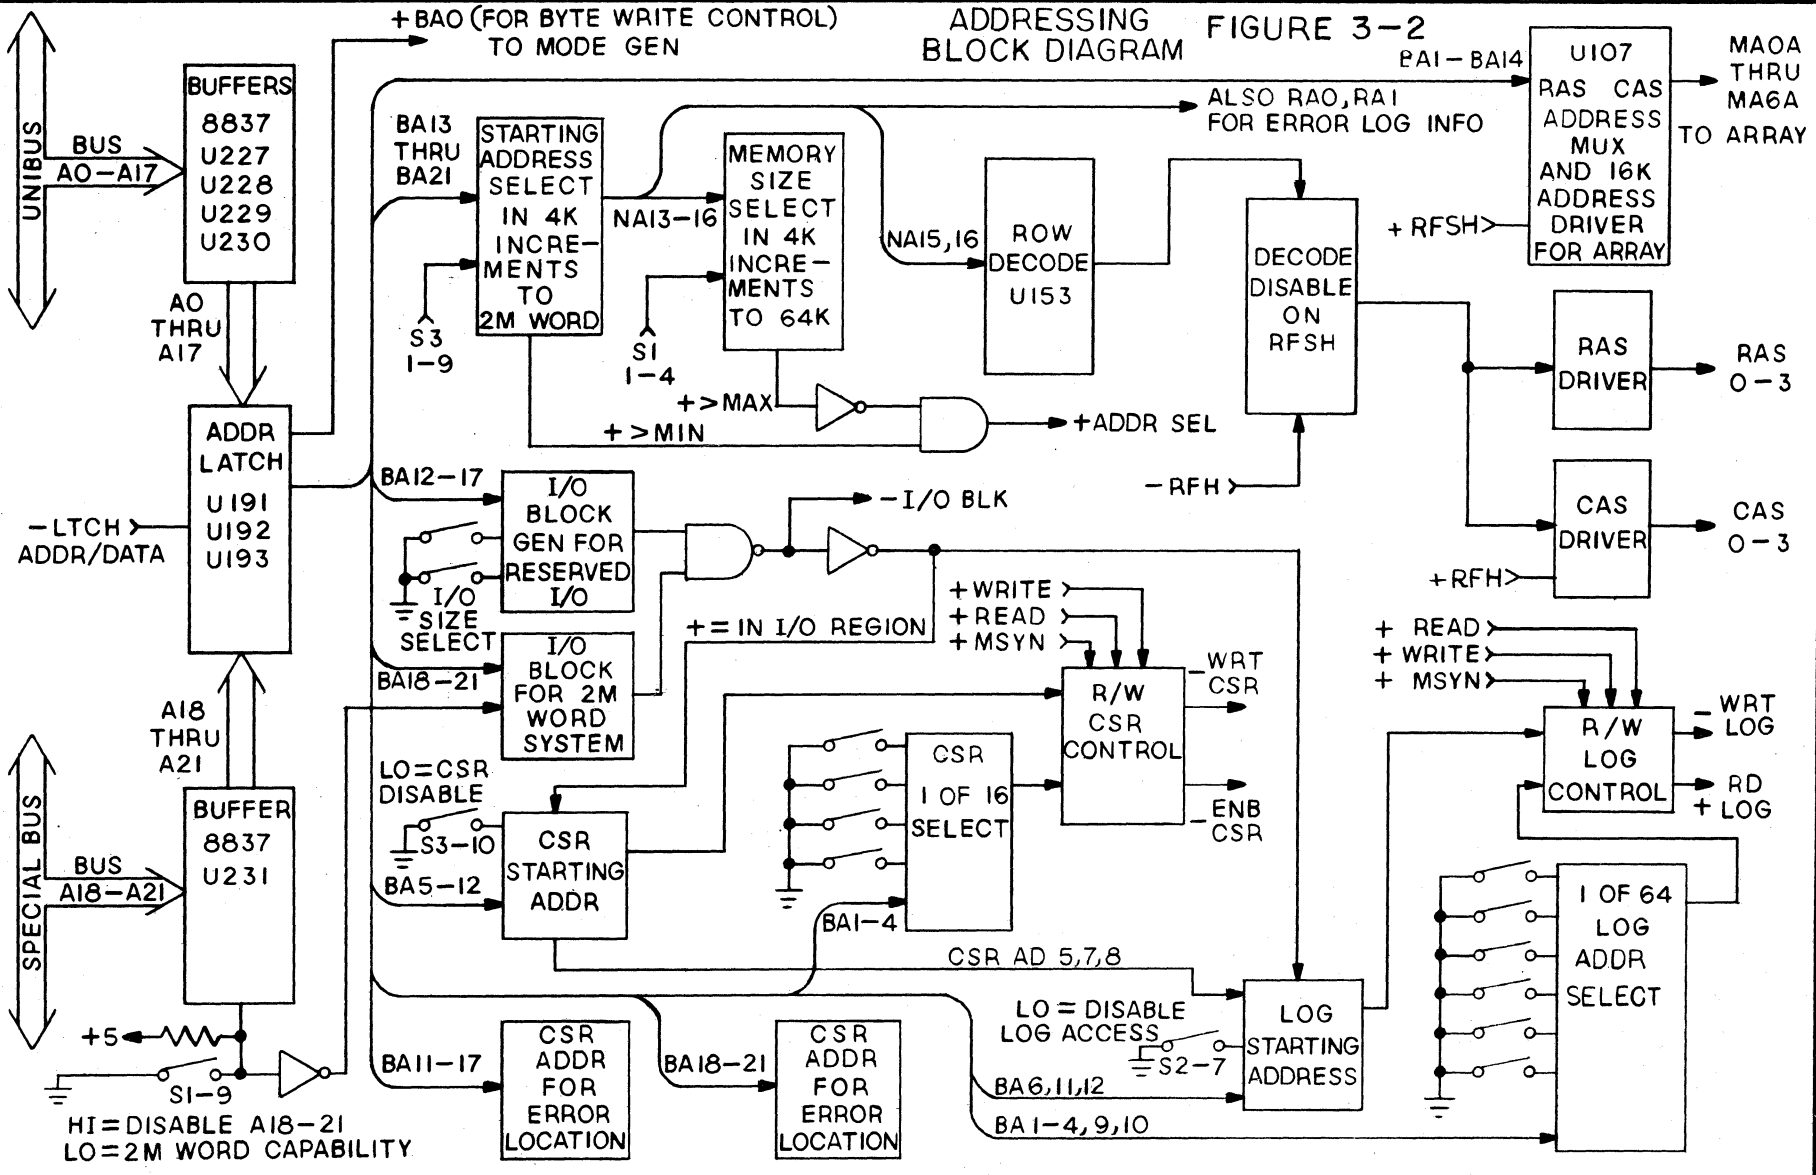 +BAO (FOR BYTE WRITE CONTROL)
TO MODE GEN
ADDRESSING
BLOCK DIAGRAM
FIGURE 3-2
UNIBUS
BUS
A0-A17
BUFFERS
8837
U227
U228
U229
U230
A0
THRU
A17
BA13
THRU
BA21
STARTING
ADDRESS
SELECT
IN 4K
INCRE-
MENTS
TO
2M WORD
S3
1-9
NA13-16
MEMORY
SIZE
SELECT
IN 4K
INCRE-
MENTS
TO 64K
S1
1-4
ALSO RA0, RA1
FOR ERROR LOG INFO
NA15,16
ROW
DECODE
U153
DECODE
DISABLE
ON
RFSH
BA1-BA14
U107
RAS CAS
ADDRESS
MUX
AND 16K
ADDRESS
DRIVER
FOR ARRAY
+RFSH
MA0A
THRU
MA6A
TO ARRAY
RAS
DRIVER
RAS
0-3
CAS
DRIVER
CAS
0-3
+RFH
-RFH
+>MAX
+>MIN
+ADDR SEL
ADDR
LATCH
U191
U192
U193
-LTCH
ADDR/DATA
BA12-17
I/O
BLOCK
GEN FOR
RESERVED
I/O
I/O
SIZE
SELECT
-I/O BLK
BA18-21
I/O
BLOCK
FOR 2M
WORD
SYSTEM
+= IN I/O REGION
+WRITE
+READ
+MSYN
R/W
CSR
CONTROL
-WRT
CSR
-ENB
CSR
+ READ
+ WRITE
+ MSYN
R/W
LOG
CONTROL
-WRT
LOG
RD
+ LOG
A18
THRU
A21
SPECIAL BUS
BUS
A18-A21
BUFFER
8837
U231
LO=CSR
DISABLE
S3-10
BA5-12
CSR
STARTING
ADDR
CSR
1 OF 16
SELECT
BA1-4
CSR AD 5,7,8
LO=DISABLE
LOG ACCESS
S2-7
LOG
STARTING
ADDRESS
1 OF 64
LOG
ADDR
SELECT
+5
S1-9
HI=DISABLE A18-21
LO=2M WORD CAPABILITY
BA11-17
CSR
ADDR
FOR
ERROR
LOCATION
BA18-21
CSR
ADDR
FOR
ERROR
LOCATION
BA6,11,12
BA1-4,9,10